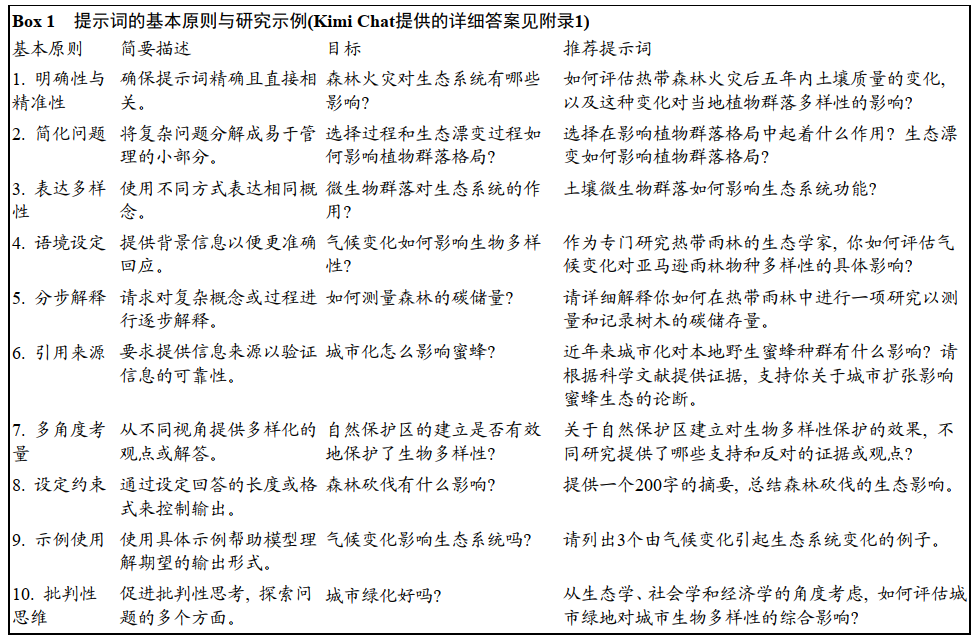 Box 1 提示词的基本原则与研究示例(Kimi Chat提供的详细答案见附录1)
基本原则 简要描述 目标 推荐提示词
1. 明确性与 确保提示词精确且直接相 森林火灾对生态系统有哪些 如何评估热带森林火灾后五年内土壤质量的变化,
精准性 关。 影响? 以及这种变化对当地植物群落多样性的影响?
2. 简化问题 将复杂问题分解成易于管 选择过程和生态漂变过程如 选择在影响植物群落格局中起着什么作用? 生态漂
理的小部分。 何影响植物群落格局? 变如何影响植物群落格局?
3. 表达多样 使用不同方式表达相同概 微生物群落对生态系统的作 土壤微生物群落如何影响生态系统功能?
性 念。 用?
4. 语境设定 提供背景信息以便更准确 气候变化如何影响生物多样 作为专门研究热带雨林的生态学家, 你如何评估气
回应。 性? 候变化对亚马逊雨林物种多样性的具体影响?
5. 分步解释 请求对复杂概念或过程进 如何测量森林的碳储量? 请详细解释你如何在热带雨林中进行一项研究以测
行逐步解释。 量和记录树木的碳储存量。
6. 引用来源 要求提供信息来源以验证 城市化怎么影响蜜蜂? 近年来城市化对本地野生蜜蜂种群有什么影响? 请
信息的可靠性。 根据科学文献提供证据, 支持你关于城市扩张影响
蜜蜂生态的论断。
7. 多角度考 从不同视角提供多样化的 自然保护区的建立是否有效 关于自然保护区建立对生物多样性保护的效果, 不
量 观点或解答。 地保护了生物多样性? 同研究提供了哪些支持和反对的证据或观点?
8. 设定约束 通过设定回答的长度或格 森林砍伐有什么影响? 提供一个200字的摘要, 总结森林砍伐的生态影响。
式来控制输出。
9. 示例使用 使用具体示例帮助模型理 气候变化影响生态系统吗? 请列出3个由气候变化引起生态系统变化的例子。
解期望的输出形式。
10. 批判性 促进批判性思考, 探索问 城市绿化好吗? 从生态学、社会学和经济学的角度考虑, 如何评估城
思维 题的多个方面。 市绿地对城市生物多样性的综合影响?